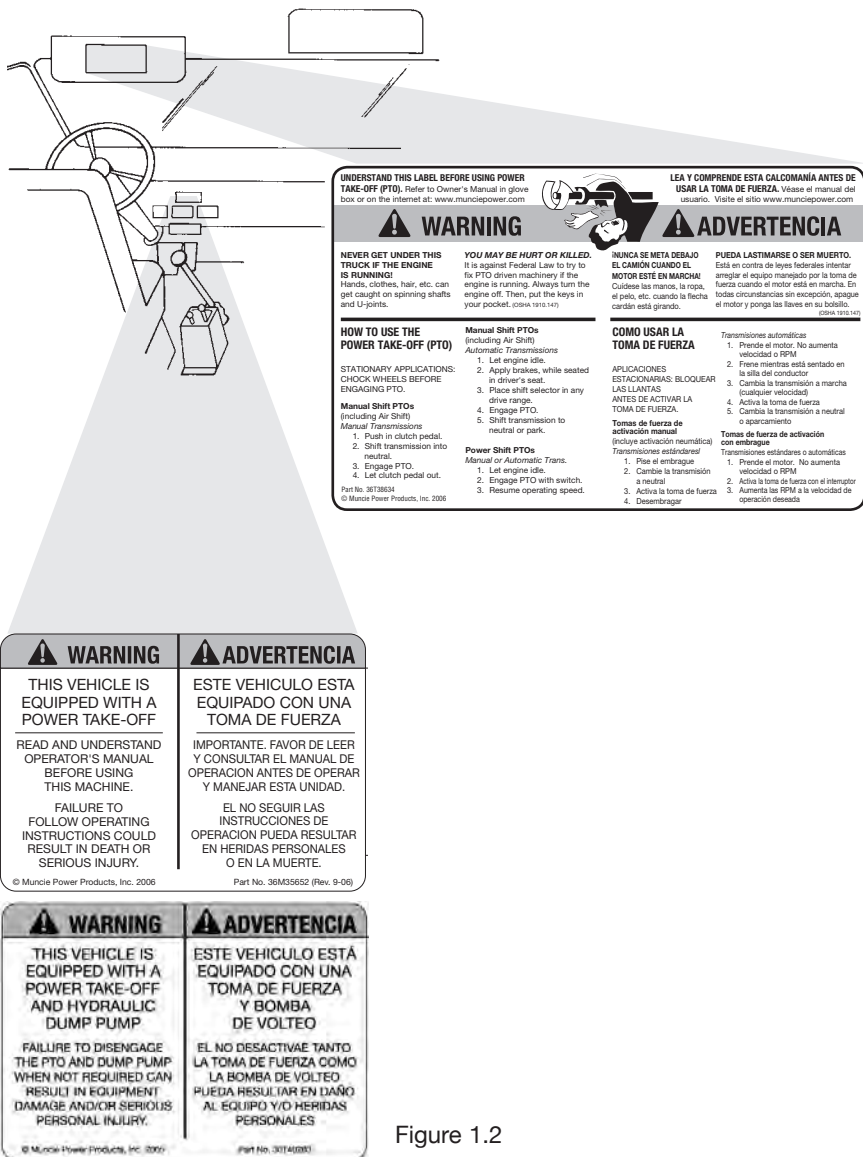 UNDERSTAND THIS LABEL BEFORE USING POWER
TAKE-OFF (PTO). Refer to Owner's Manual in glove
box or on the internet at: www.munciepower.com
LEA Y COMPRENDE ESTA CALCOMANÍA ANTES DE
USAR LA TOMA DE FUERZA. Véase el manual del
usuario. Visite el sitio www.munciepower.com
WARNING
ADVERTENCIA
NEVER GET UNDER THIS
TRUCK IF THE ENGINE
IS RUNNING!
Hands, clothes, hair, etc. can
get caught on spinning shafts
and U-joints.
YOU MAY BE HURT OR KILLED.
It is against Federal Law to try to
fix PTO driven machinery if the
engine is running. Always turn the
engine off. Then, put the keys in
your pocket. (OSHA 1910.147)
¡NUNCA SE META DEBAJO
EL CAMIÓN CUANDO EL
MOTOR ESTÉ EN MARCHA!
Cuídese las manos, la ropa,
el pelo, etc. cuando la flecha
cardán está girando.
PUEDA LASTIMARSE O SER MUERTO.
Está en contra de leyes federales intentar
arreglar el equipo manejado por la toma de
fuerza cuando el motor está en marcha. En
todas circunstancias sin excepción, apague
el motor y ponga las llaves en su bolsillo.
(OSHA 1910.147)
HOW TO USE THE
POWER TAKE-OFF (PTO)
STATIONARY APPLICATIONS:
CHOCK WHEELS BEFORE
ENGAGING PTO.
Manual Shift PTOs
(including Air Shift)
Manual Transmissions
1. Push in clutch pedal.
2. Shift transmission into
neutral.
3. Engage PTO.
4. Let clutch pedal out.
Part No. 36T38634
© Muncie Power Products, Inc. 2006
Manual Shift PTOs
(including Air Shift)
Automatic Transmissions
1. Let engine idle.
2. Apply brakes, while seated
in driver's seat.
3. Place shift selector in any
drive range.
4. Engage PTO.
5. Shift transmission to
neutral or park.
Power Shift PTOs
Manual or Automatic Trans.
1. Let engine idle.
2. Engage PTO with switch.
3. Resume operating speed.
COMO USAR LA
TOMA DE FUERZA
APLICACIONES
ESTACIONARIAS: BLOQUEAR
LAS LLANTAS
ANTES DE ACTIVAR LA
TOMA DE FUERZA.
Tomas de fuerza de
activación manual
(incluye activación neumática)
Transmisiones estándares!
1. Pise el embrague
2. Cambie la transmisión
a neutral
3. Activa la toma de fuerza
4. Desembragar
Transmisiones automáticas
1. Prende el motor. No aumenta
velocidad o RPM
2. Frene mientras está sentado en
la silla del conductor
3. Cambia la transmisión a marcha
(cualquier velocidad)
4. Activa la toma de fuerza
5. Cambia la transmisión a neutral
o aparcamiento
Tomas de fuerza de activación
con embrague
Transmisiones estándares o automáticas
1. Prende el motor. No aumenta
velocidad o RPM
2. Activa la toma de fuerza con el interruptor
3. Aumenta las RPM a la velocidad de
operación deseada
WARNING
THIS VEHICLE IS
EQUIPPED WITH A
POWER TAKE-OFF
READ AND UNDERSTAND
OPERATOR'S MANUAL
BEFORE USING
THIS MACHINE.
FAILURE TO
FOLLOW OPERATING
INSTRUCTIONS COULD
RESULT IN DEATH OR
SERIOUS INJURY.
© Muncie Power Products, Inc. 2006
ADVERTENCIA
ESTE VEHICULO ESTA
EQUIPADO CON UNA
TOMA DE FUERZA
IMPORTANTE. FAVOR DE LEER
Y CONSULTAR EL MANUAL DE
OPERACION ANTES DE OPERAR
Y MANEJAR ESTA UNIDAD.
EL NO SEGUIR LAS
INSTRUCCIONES DE
OPERACION PUEDA RESULTAR
EN HERIDAS PERSONALES
O EN LA MUERTE.
Part No. 36M35652 (Rev. 9-06)
WARNING
THIS VEHICLE IS
EQUIPPED WITH A
POWER TAKE-OFF
AND HYDRAULIC
DUMP PUMP
FAILURE TO DISENGAGE
THE PTO AND DUMP PUMP
WHEN NOT REQUIRED CAN
RESULT IN EQUIPMENT
DAMAGE AND/OR SERIOUS
PERSONAL INJURY.
© Muncie Power Products, Inc.
ADVERTENCIA
ESTE VEHICULO ESTÁ
EQUIPADO CON UNA
TOMA DE FUERZA
Y BOMBA
DE VOLTEO
EL NO DESACTIVAE TANTO
LA TOMA DE FUERZA COMO
LA BOMBA DE VOLTEO
PUEDA RESULTAR EN DAÑO
AL EQUIPO Y/O HERIDAS
PERSONALES
Part No.
Figure 1.2